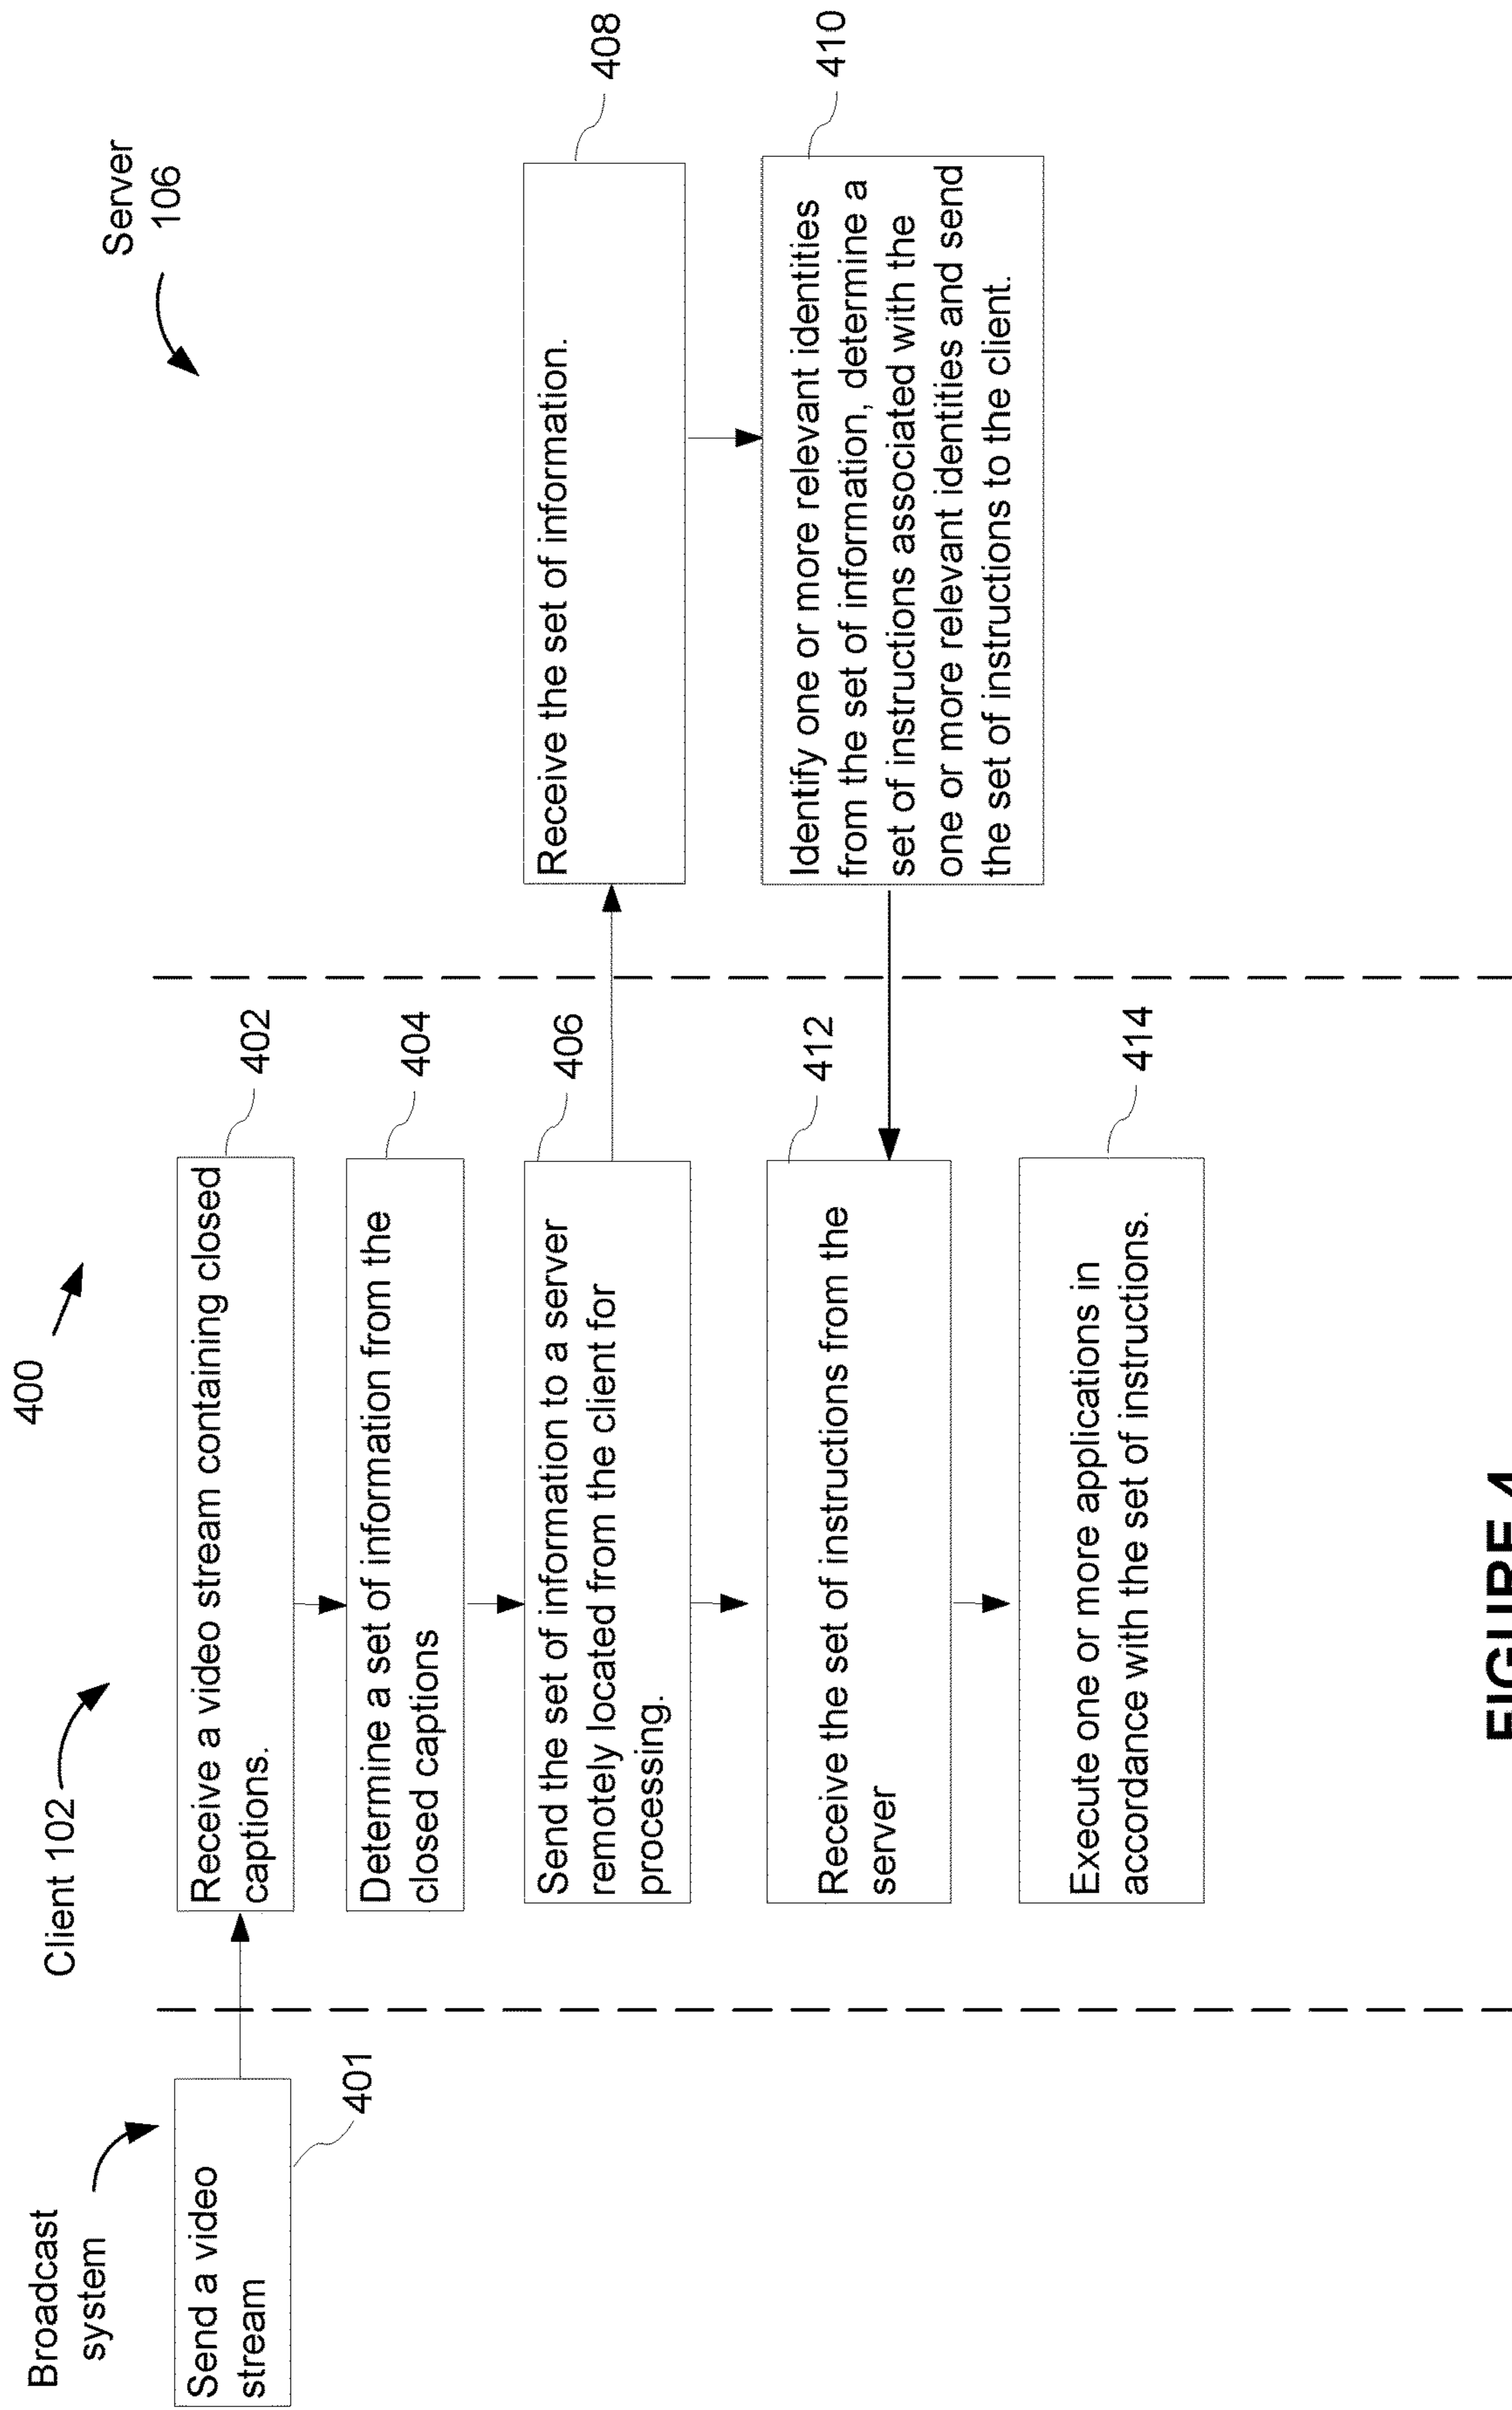 400
Broadcast
system
Client 102
Server
106
Send a video
stream
401
Receive a video stream containing closed
captions.
402
Determine a set of information from the
closed captions
404
Send the set of information to a server
remotely located from the client for
processing.
406
Receive the set of information.
408
Identify one or more relevant identities
from the set of information, determine a
set of instructions associated with the
one or more relevant identities and send
the set of instructions to the client.
410
Receive the set of instructions from the
server
412
Execute one or more applications in
accordance with the set of instructions.
414
FIGURE 4